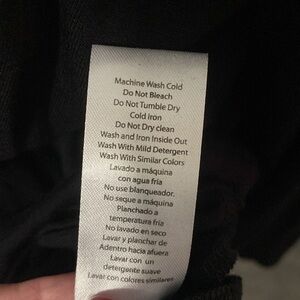 Machine Wash Cold
Do Not Bleach
Do Not Tumble Dry
Cold Iron
Do Not Dry clean
Wash and Iron Inside Out
Wash With Mild Detergent
Wash With Similar Colors
Lavado a máquina
con agua fría
No use blanqueador.
No seque a máquina
Planchado a
temperatura fría
No lavado en seco
Lavar y planchar de
Adentro hacia afuera
Lavar con un
detergente suave
Lavar con colores similares